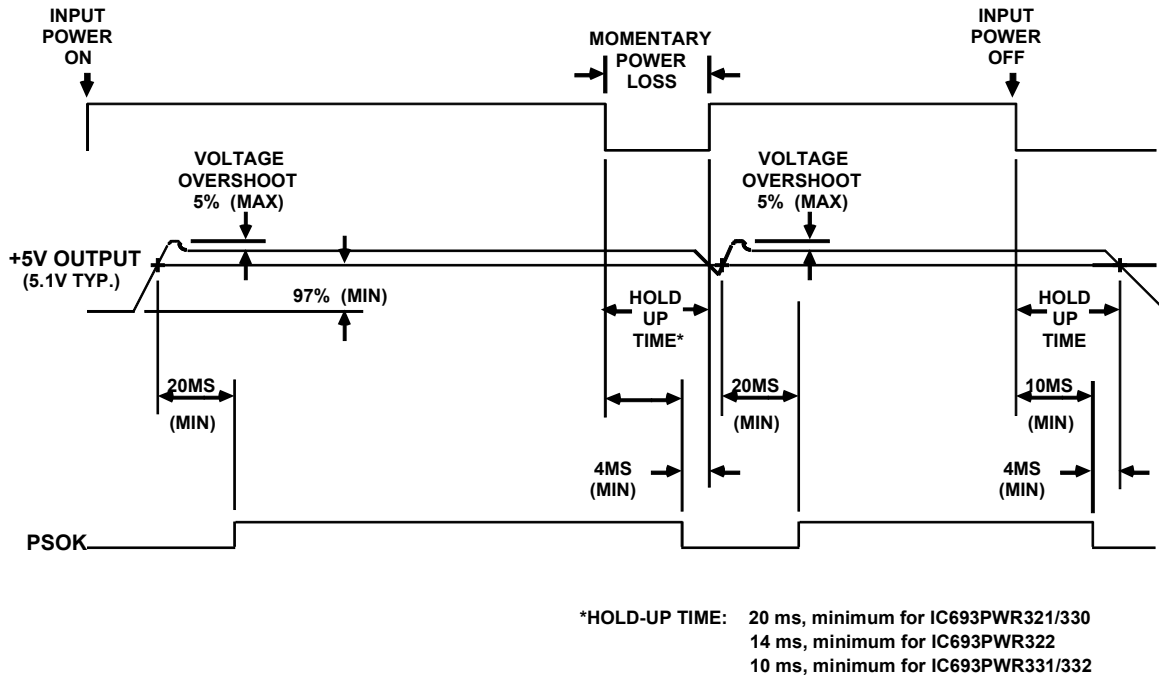 INPUT
POWER
ON
MOMENTARY
POWER
LOSS
INPUT
POWER
OFF
VOLTAGE
OVERSHOOT
5% (MAX)
VOLTAGE
OVERSHOOT
5% (MAX)
+5V OUTPUT
(5.1V TYP.)
97% (MIN)
HOLD
UP
TIME*
HOLD
UP
TIME
20MS
(MIN)
20MS
(MIN)
10MS
(MIN)
4MS
(MIN)
4MS
(MIN)
PSOK
*HOLD-UP TIME: 20 ms, minimum for IC693PWR321/330
14 ms, minimum for IC693PWR322
10 ms, minimum for IC693PWR331/332